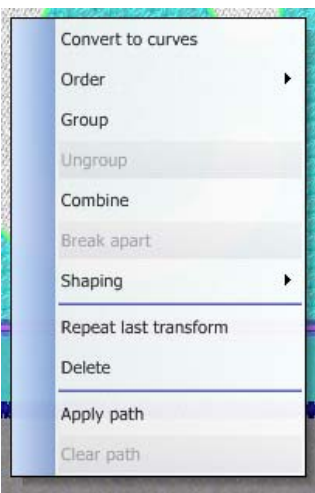 Convert to curves
Order
Group
Ungroup
Combine
Break apart
Shaping
Repeat last transform
Delete
Apply path
Clear path